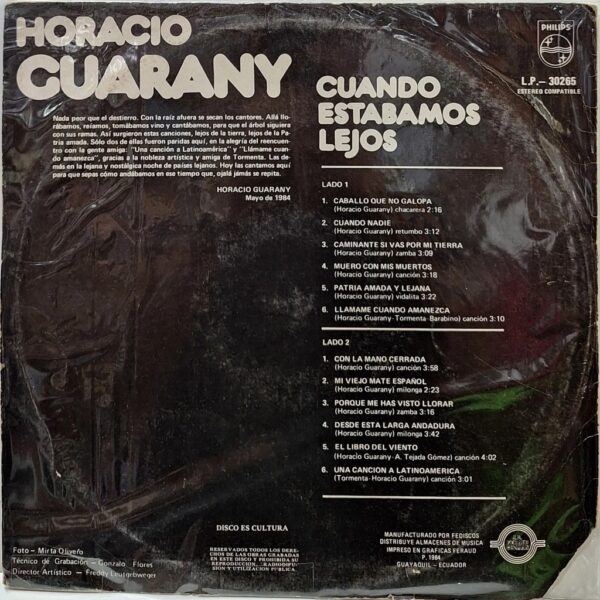 HORACIO
GUARANY
Nada peor que el destierro. Con la raíz afuera se secan los cantores. Allá llo-
rábamos, reíamos, tomábamos vino y cantábamos, para que el árbol siguiera
con sus ramas. Así surgieron estas canciones, lejos de la tierra, lejos de la Pa-
tria amada. Sólo dos de ellas fueron paridas aquí, en la alegría del reencuen-
tro con la gente amiga: "Una canción a Latinoamérica" y "Llámame cuan-
do amanezca", gracias a la nobleza artística y amiga de Tormenta. Las de-
más en la lejana y nostálgica noche de países lejanos. Hoy las cantamos aquí
para que sepas cómo andábamos en ese tiempo que, ojalá jamás se repita.
HORACIO GUARANY
Mayo de 1984
PHILIPS
L.P.- 30265
ESTEREO COMPATIBLE
CUANDO
ESTABAMOS
LEJOS
LADO 1
1. CABALLO QUE NO GALOPA
(Horacio Guarany) chacarera 2:16
2. CUANDO NADIE
(Horacio Guarany) retumbo 3:12
3. CAMINANTE SI VAS POR MI TIERRA
(Horacio Guarany) zamba 3:09
4. MUERO CON MIS MUERTOS
(Horacio Guarany) canción 3:18
5. PATRIA AMADA Y LEJANA
(Horacio Guarany) vidalita 3:22
6. LLAMAME CUANDO AMANEZCA
(Horacio Guarany-Tormenta-Barabino) canción 3:10
LADO 2
1. CON LA MANO CERRADA
(Horacio Guarany) canción 3:58
2. MI VIEJO MATE ESPAÑOL
(Horacio Guarany) milonga 2:23
3. PORQUE ME HAS VISTO LLORAR
(Horacio Guarany) zamba 3:16
4. DESDE ESTA LARGA ANDADURA
(Horacio Guarany) milonga 3:42
5. EL LIBRO DEL VIENTO
(Horacio Guarany-A. Tejada Gómez) canción 4:02
6. UNA CANCION A LATINOAMERICA
(Tormenta-Horacio Guarany) canción 3:01
DISCO ES CULTURA
RESERVADOS TODOS LOS DERE-
CHOS DE LAS OBRAS GRABADAS
EN ESTE DISCO Y PROHIBIDA SU
REPRODUCCION, RADIODIFU-
SION Y UTILIZACION PUBLICA.
Foto - Mirta Oliveño
Técnico de Grabación - Gonzalo Flores
Director Artístico - Freddy
MANUFACTURADO POR FEDISCOS
DISTRIBUYE ALMACENES DE MUSICA
IMPRESO EN GRAFICAS FERAUD
P. 1984
GUAYAQUIL - ECUADOR